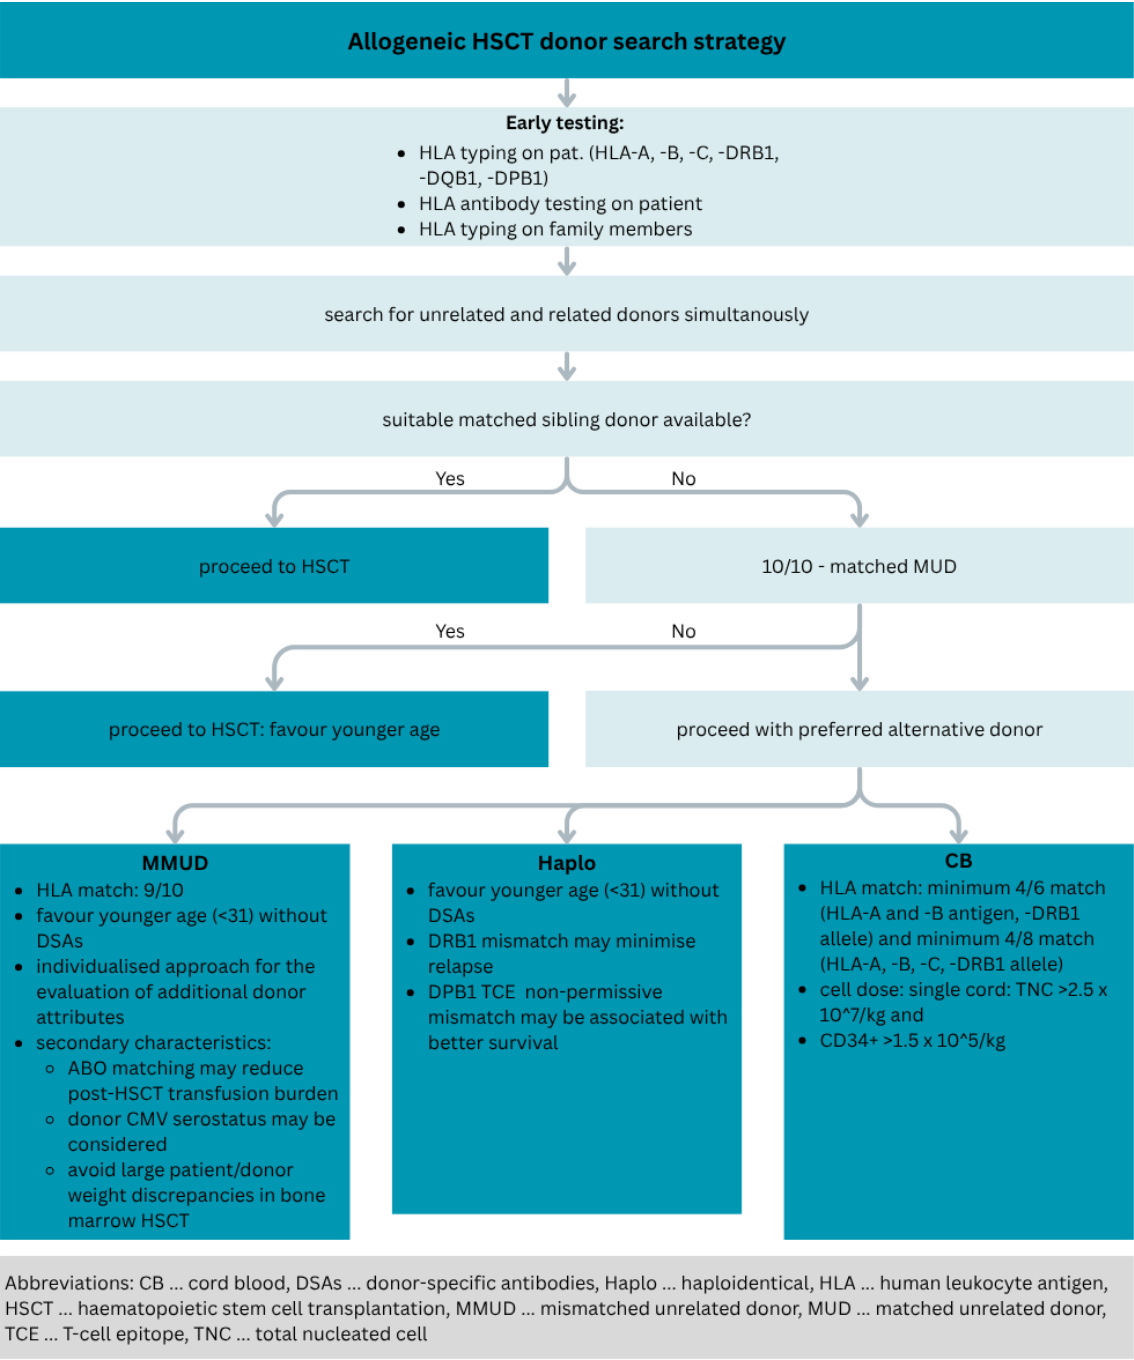 Allogeneic HSCT donor search strategy
Early testing:
• HLA typing on pat. (HLA-A, -B, -C, -DRB1,
-DQB1, -DPB1)
• HLA antibody testing on patient
• HLA typing on family members
search for unrelated and related donors simultanously
suitable matched sibling donor available?
Yes
No
proceed to HSCT
10/10 - matched MUD
Yes
No
proceed to HSCT: favour younger age
proceed with preferred alternative donor
MMUD
• HLA match: 9/10
• favour younger age (<31) without
DSAs
• individualised approach for the
evaluation of additional donor
attributes
• secondary characteristics:
◦ ABO matching may reduce
post-HSCT transfusion burden
◦ donor CMV serostatus may be
considered
◦ avoid large patient/donor
weight discrepancies in bone
marrow HSCT
Haplo
• favour younger age (<31) without
DSAs
• DRB1 mismatch may minimise
relapse
• DPB1 TCE non-permissive
mismatch may be associated with
better survival
CB
• HLA match: minimum 4/6 match
(HLA-A and -B antigen, -DRB1
allele) and minimum 4/8 match
(HLA-A, -B, -C, -DRB1 allele)
• cell dose: single cord: TNC >2.5 x
10^7/kg and
• CD34+ >1.5 x 10^5/kg
Abbreviations: CB ... cord blood, DSAs ... donor-specific antibodies, Haplo ... haploidentical, HLA ... human leukocyte antigen,
HSCT ... haematopoietic stem cell transplantation, MMUD ... mismatched unrelated donor, MUD ... matched unrelated donor,
TCE ... T-cell epitope, TNC ... total nucleated cell